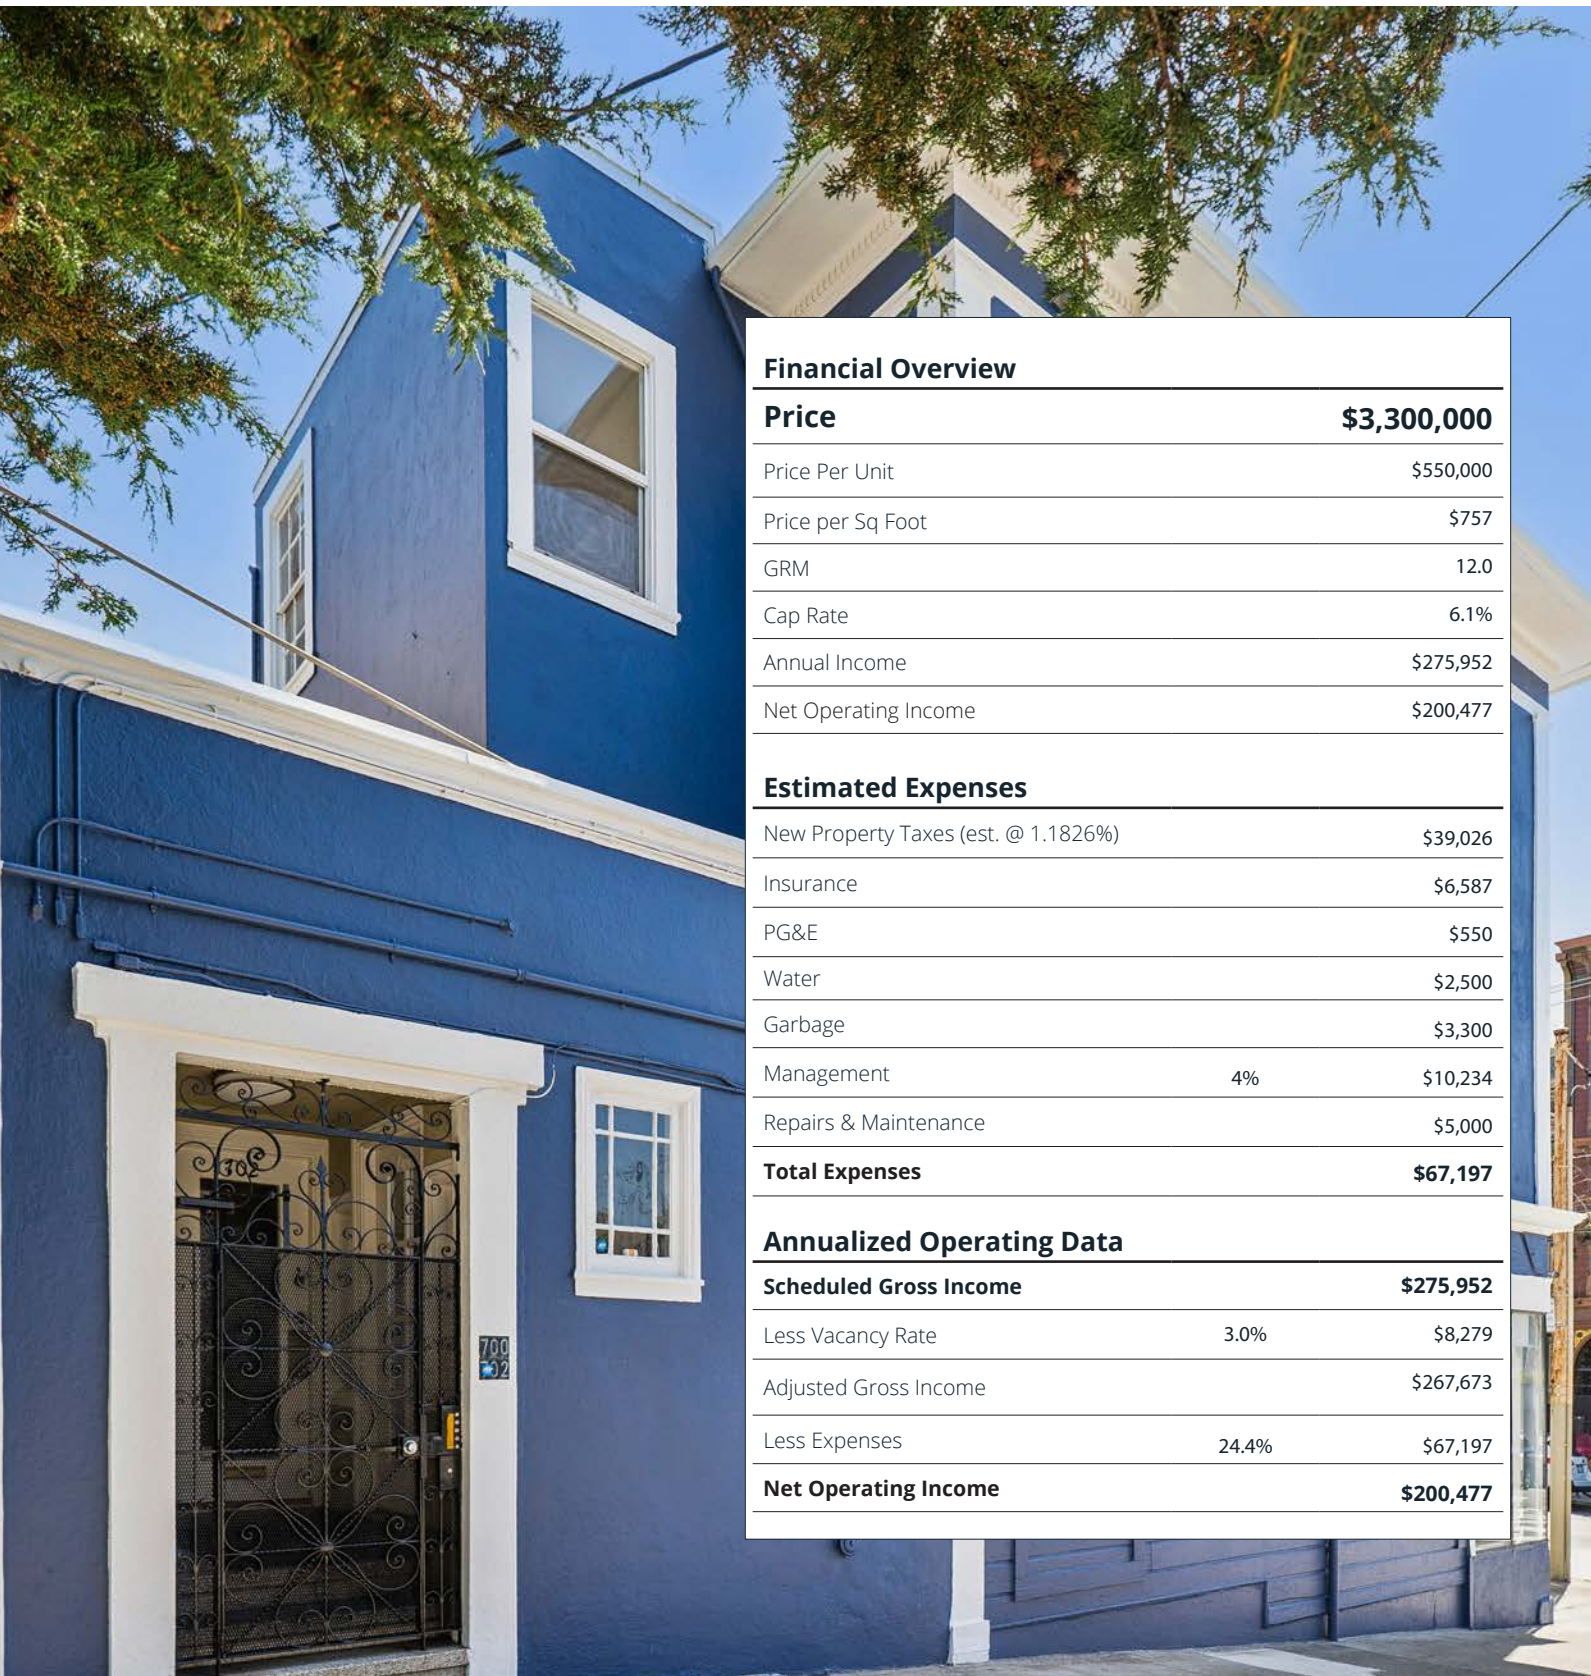 Financial Overview
Price $3,300,000
Price Per Unit $550,000
Price per Sq Foot $757
GRM 12.0
Cap Rate 6.1%
Annual Income $275,952
Net Operating Income $200,477
Estimated Expenses
New Property Taxes (est. @ 1.1826%) $39,026
Insurance $6,587
PG&E $550
Water $2,500
Garbage $3,300
Management 4% $10,234
Repairs & Maintenance $5,000
Total Expenses $67,197
Annualized Operating Data
Scheduled Gross Income $275,952
Less Vacancy Rate 3.0% $8,279
Adjusted Gross Income $267,673
Less Expenses 24.4% $67,197
Net Operating Income $200,477
702
700
702